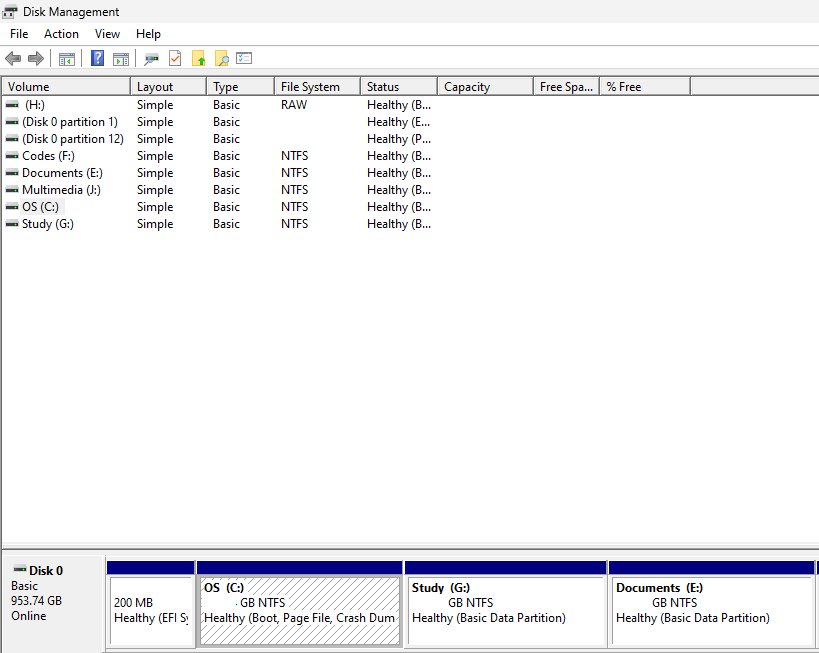 Disk Management
File Action View Help
Volume Layout Type File System Status Capacity Free Spa... % Free
(H:) Simple Basic RAW Healthy (B...
(Disk 0 partition 1) Simple Basic Healthy (E...
(Disk 0 partition 12) Simple Basic Healthy (P...
Codes (F:) Simple Basic NTFS Healthy (B...
Documents (E:) Simple Basic NTFS Healthy (B...
Multimedia (J:) Simple Basic NTFS Healthy (B...
OS (C:) Simple Basic NTFS Healthy (B...
Study (G:) Simple Basic NTFS Healthy (B...
Disk 0
Basic
953.74 GB
Online
200 MB
Healthy (EFI Sy
OS (C:)
GB NTFS
Healthy (Boot, Page File, Crash Dum
Study (G:)
GB NTFS
Healthy (Basic Data Partition)
Documents (E:)
GB NTFS
Healthy (Basic Data Partition)